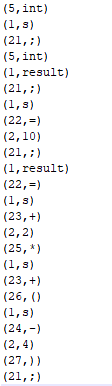 (5,int)
(1,s)
(21,;)
(5,int)
(1,result)
(21,;)
(1,s)
(22,=)
(2,10)
(21,;)
(1,result)
(22,=)
(1,s)
(23,+)
(2,2)
(25,*)
(1,s)
(23,+)
(26,()
(1,s)
(24,-)
(2,4)
(27,))
(21,;)